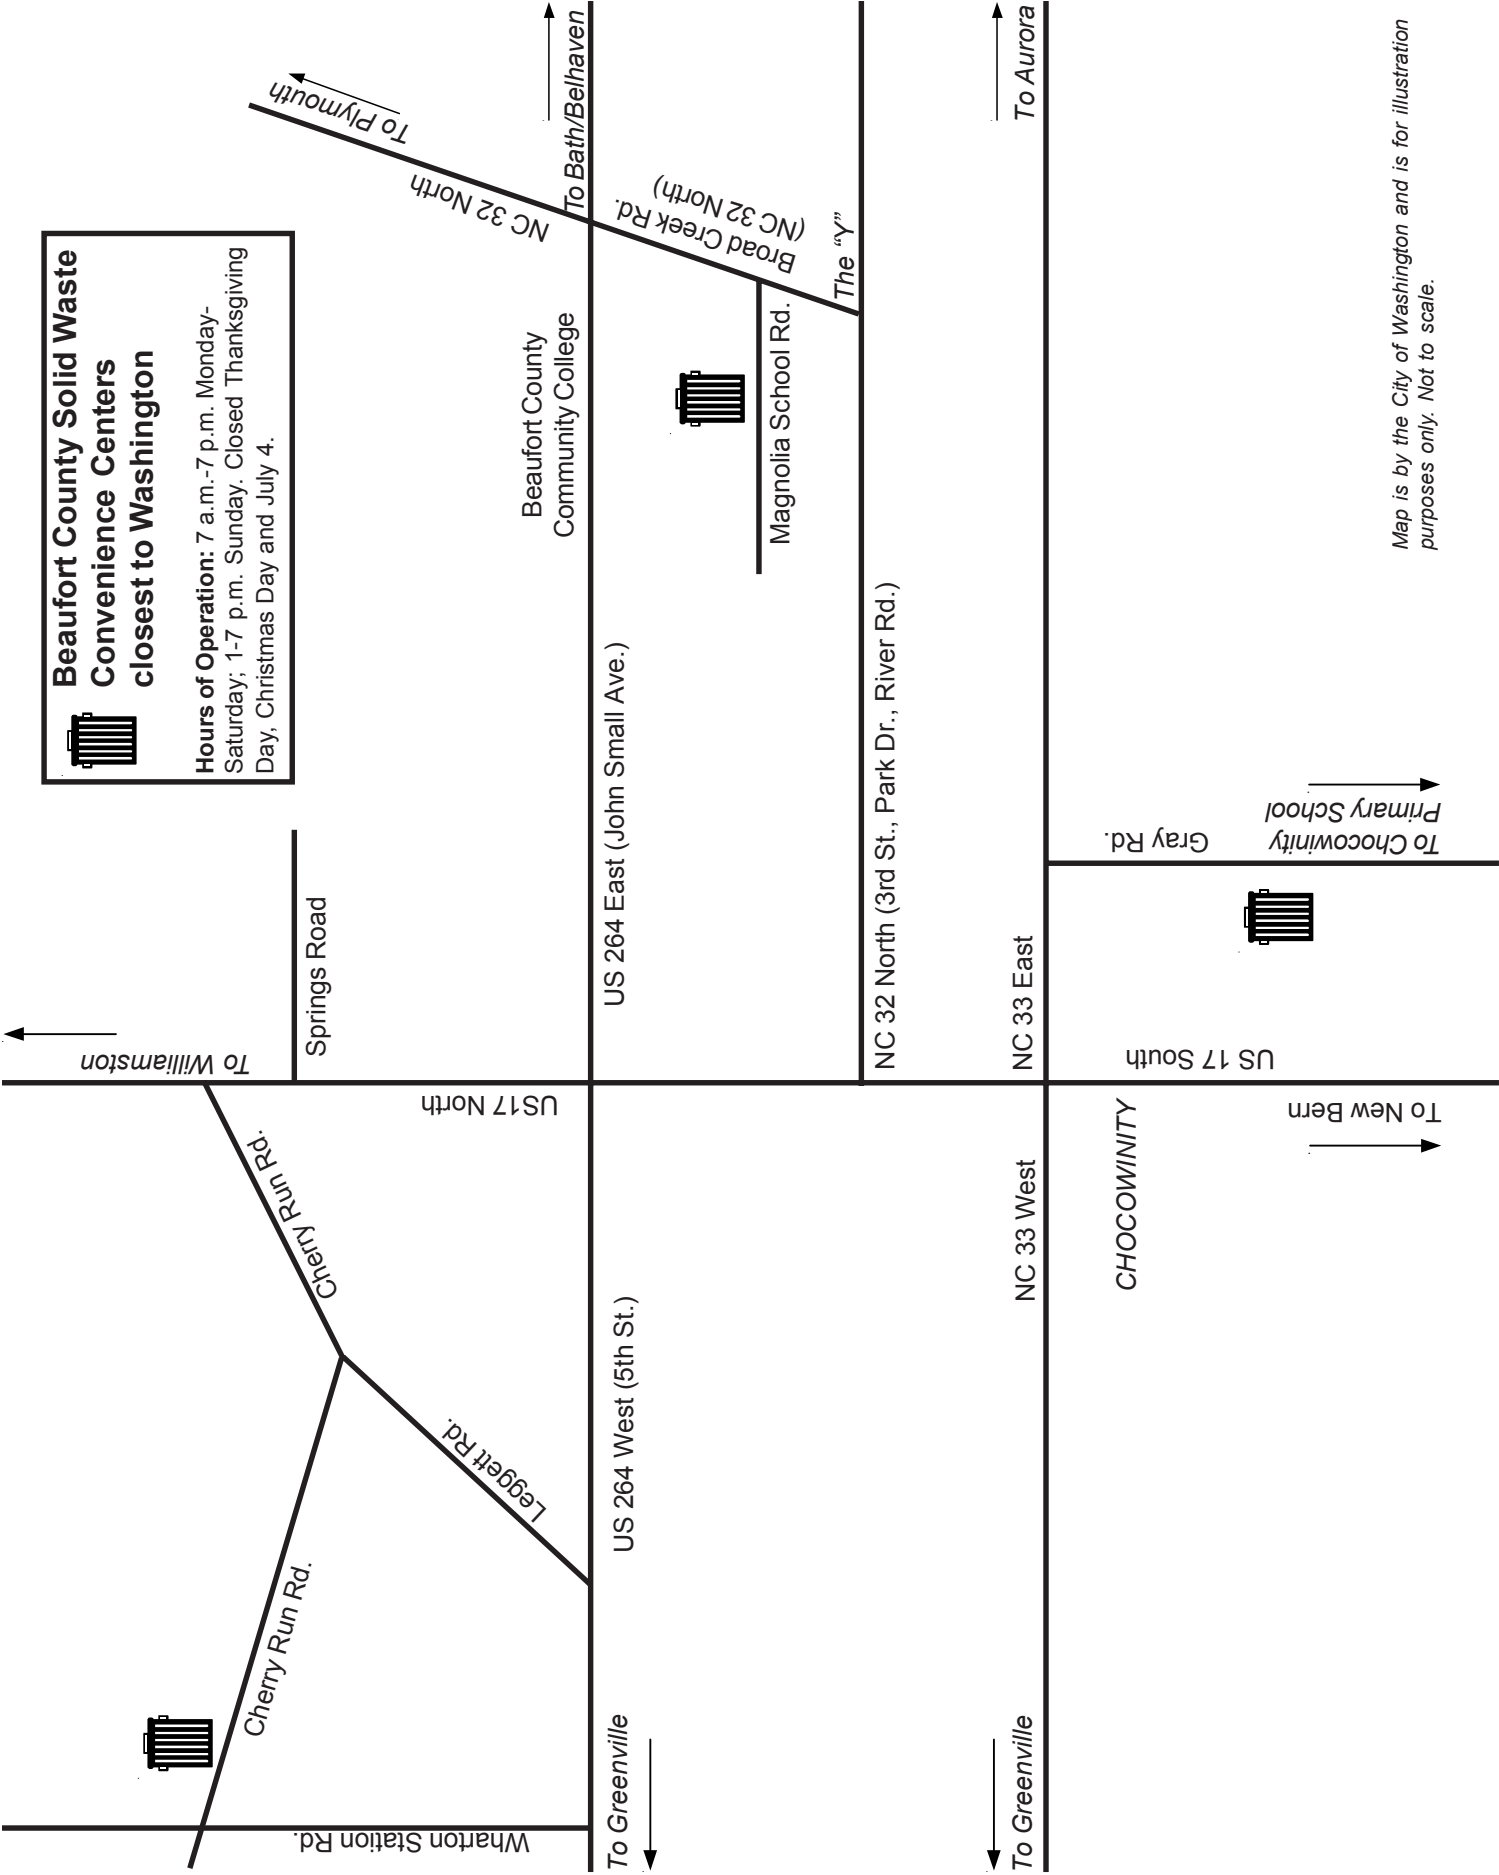 Beaufort County Solid Waste
Convenience Centers
closest to Washington
Hours of Operation: 7 a.m.-7 p.m. Monday-
Saturday; 1-7 p.m. Sunday. Closed Thanksgiving
Day, Christmas Day and July 4.
To Williamston
Springs Road
Cherry Run Rd.
US17 North
Cherry Run Rd.
Leggett Rd.
Wharton Station Rd.
To Plymouth
NC 32 North
To Bath/Belhaven
Beaufort County
Community College
US 264 East (John Small Ave.)
US 264 West (5th St.)
To Greenville
Broad Creek Rd.
(NC 32 North)
Magnolia School Rd.
The “Y”
NC 32 North (3rd St., Park Dr., River Rd.)
To Aurora
NC 33 East
NC 33 West
To Greenville
CHOCOWINITY
Gray Rd.
To Chocowinity
Primary School
US 17 South
To New Bern
Map is by the City of Washington and is for illustration
purposes only. Not to scale.